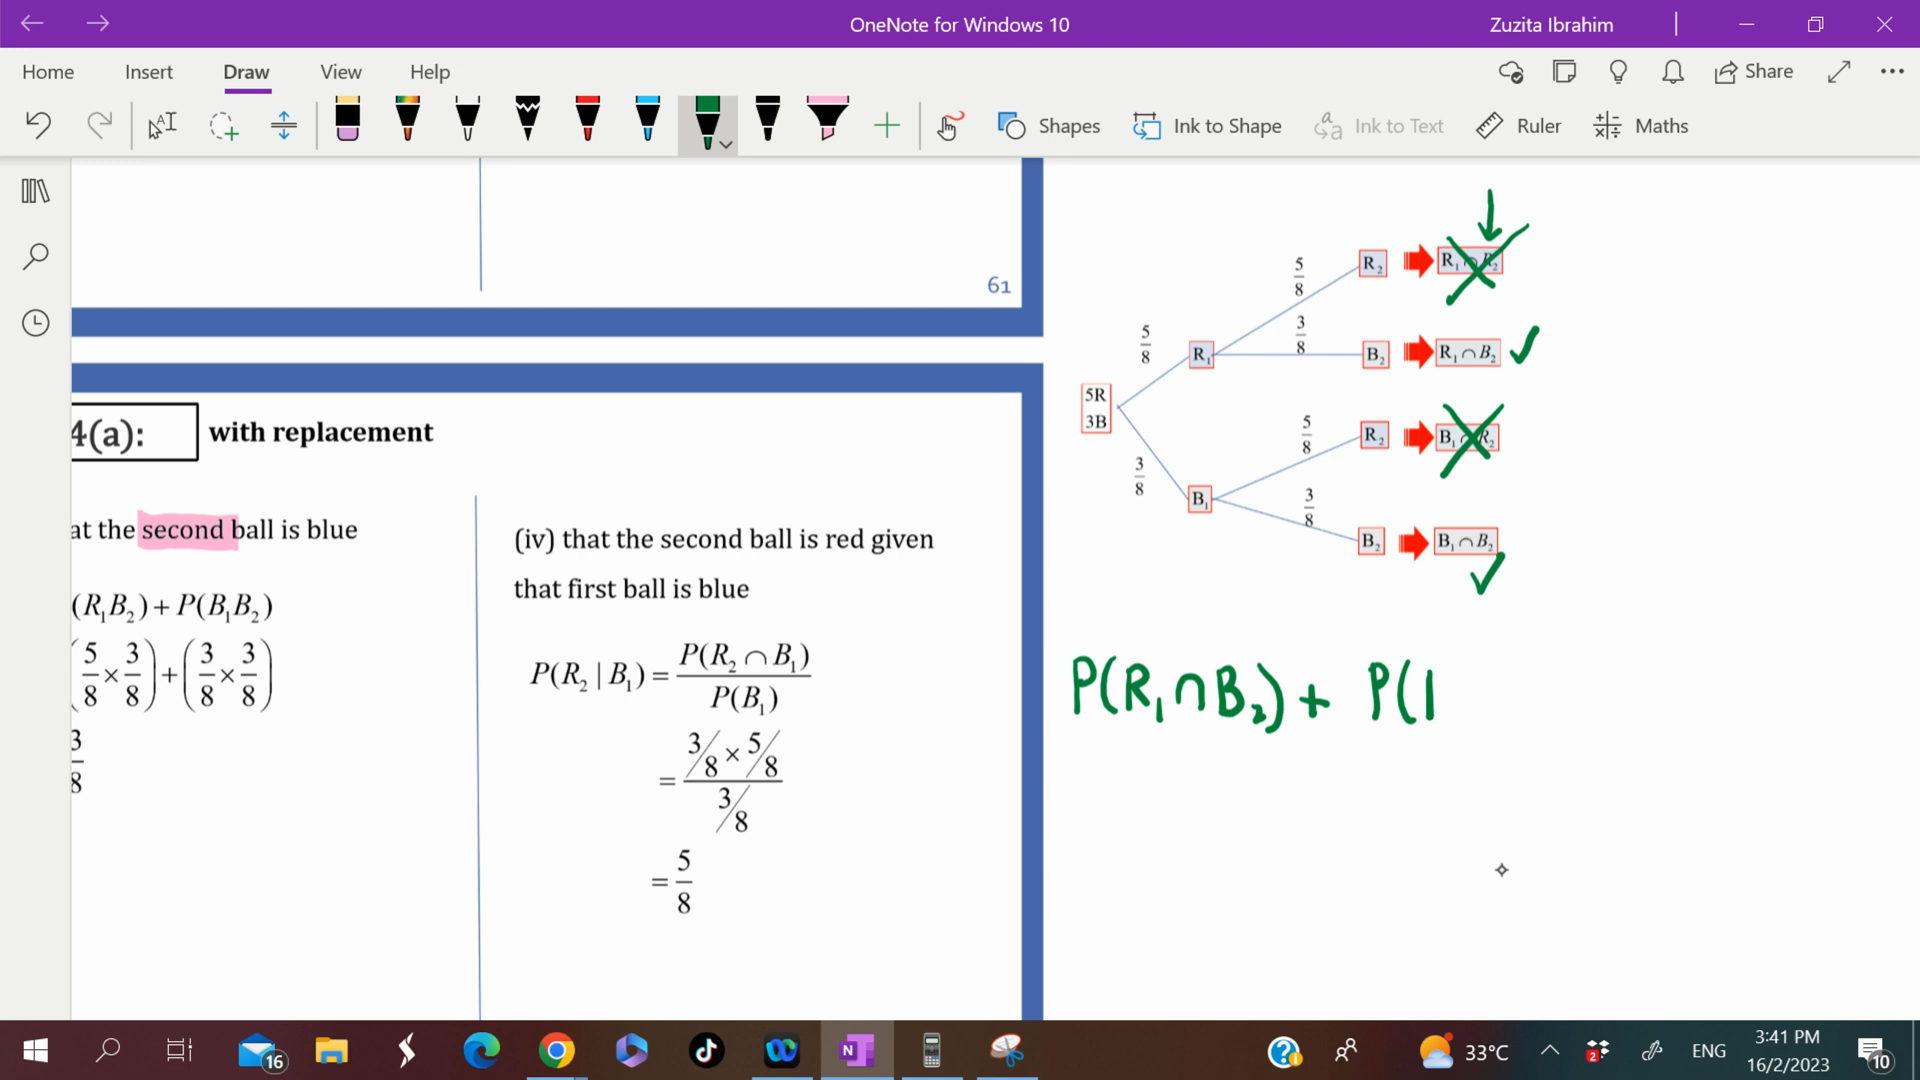 OneNote for Windows 10
Zuzita Ibrahim
Home Insert Draw View Help
Share
Shapes Ink to Shape Ink to Text Ruler Maths
61
4(a): with replacement
at the second ball is blue
(R₁B₂) + P(B₁B₂)
(5/8 × 3/8) + (3/8 × 3/8)
3/8
(iv) that the second ball is red given
that first ball is blue
P(R₂ | B₁) = P(R₂ ∩ B₁) / P(B₁)
= (3/8 × 5/8) / (3/8)
= 5/8
5/8 R₂ R₁ ∩ R₂
5/8 R₁ 3/8 B₂ R₁ ∩ B₂
5R
3B
5/8 R₂ B₁ ∩ R₂
3/8 B₁ 3/8 B₂ B₁ ∩ B₂
P(R₁ ∩ B₂) + P(1
16
33°C
2
ENG
3:41 PM
16/2/2023
10